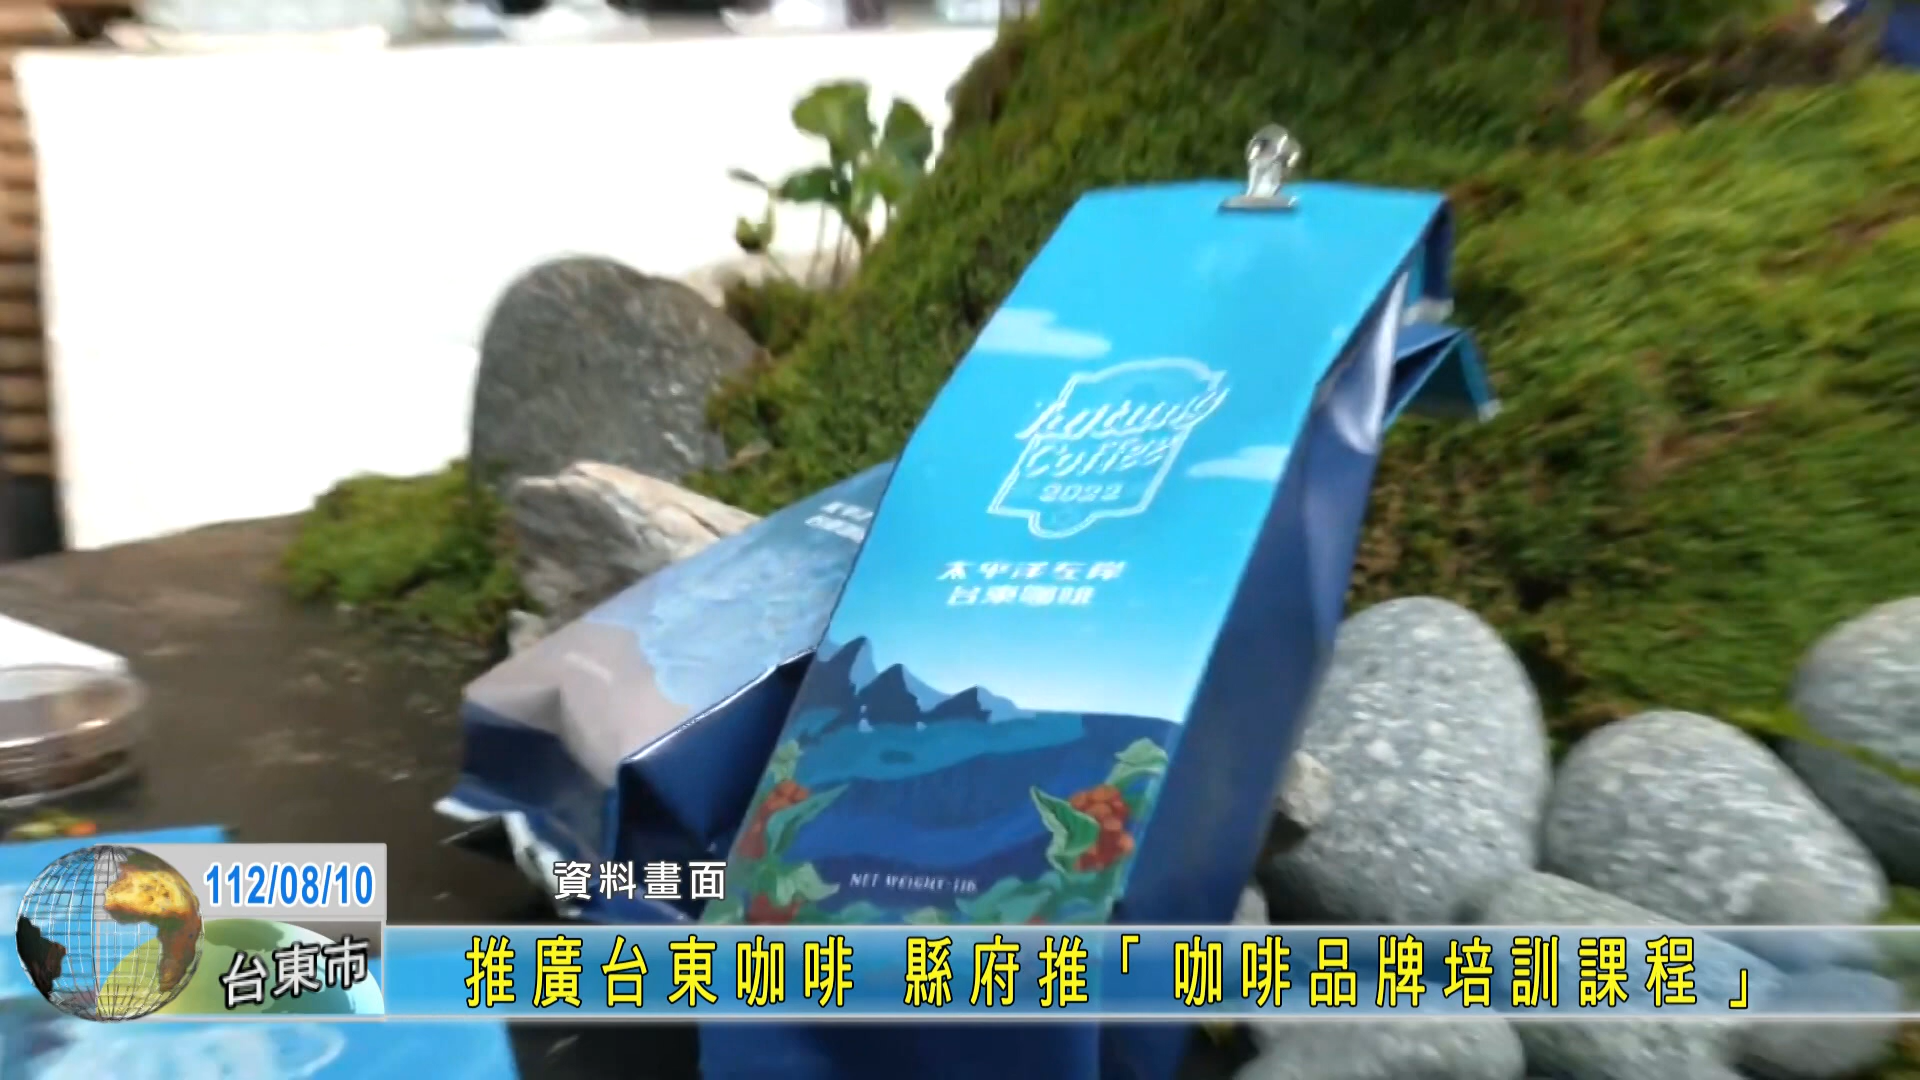 Coffee
2022
太平洋左岸
台東咖啡
NET WEIGHT
資料畫面
112/08/10
台東市
推廣台東咖啡 縣府推「咖啡品牌培訓課程」